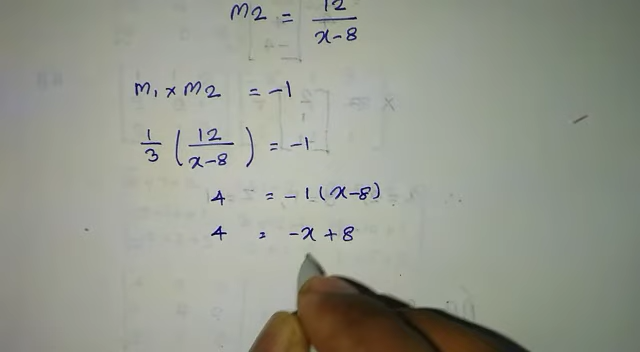 m2 = 12/(x-8)
m1 × m2 = -1
1/3 (12/(x-8)) = -1
4 = -1(x-8)
4 = -x+8